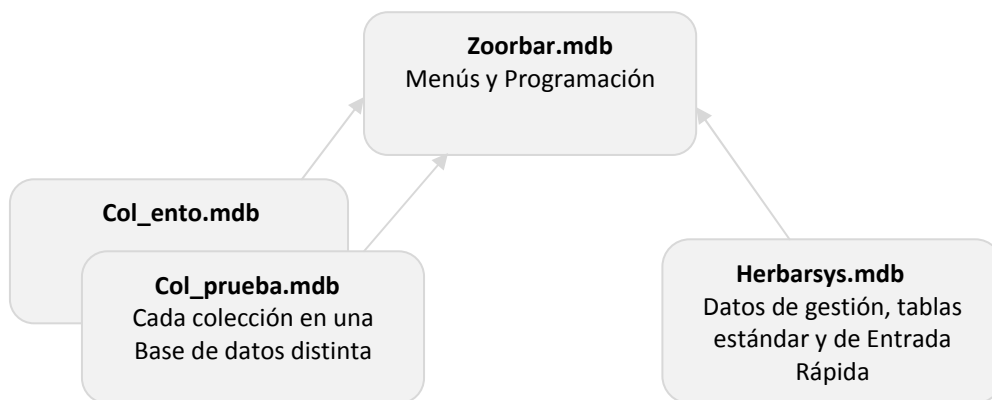 Zoorbar.mdb
Menús y Programación
Col_ento.mdb
Col_prueba.mdb
Cada colección en una
Base de datos distinta
Herbarsys.mdb
Datos de gestión, tablas
estándar y de Entrada
Rápida